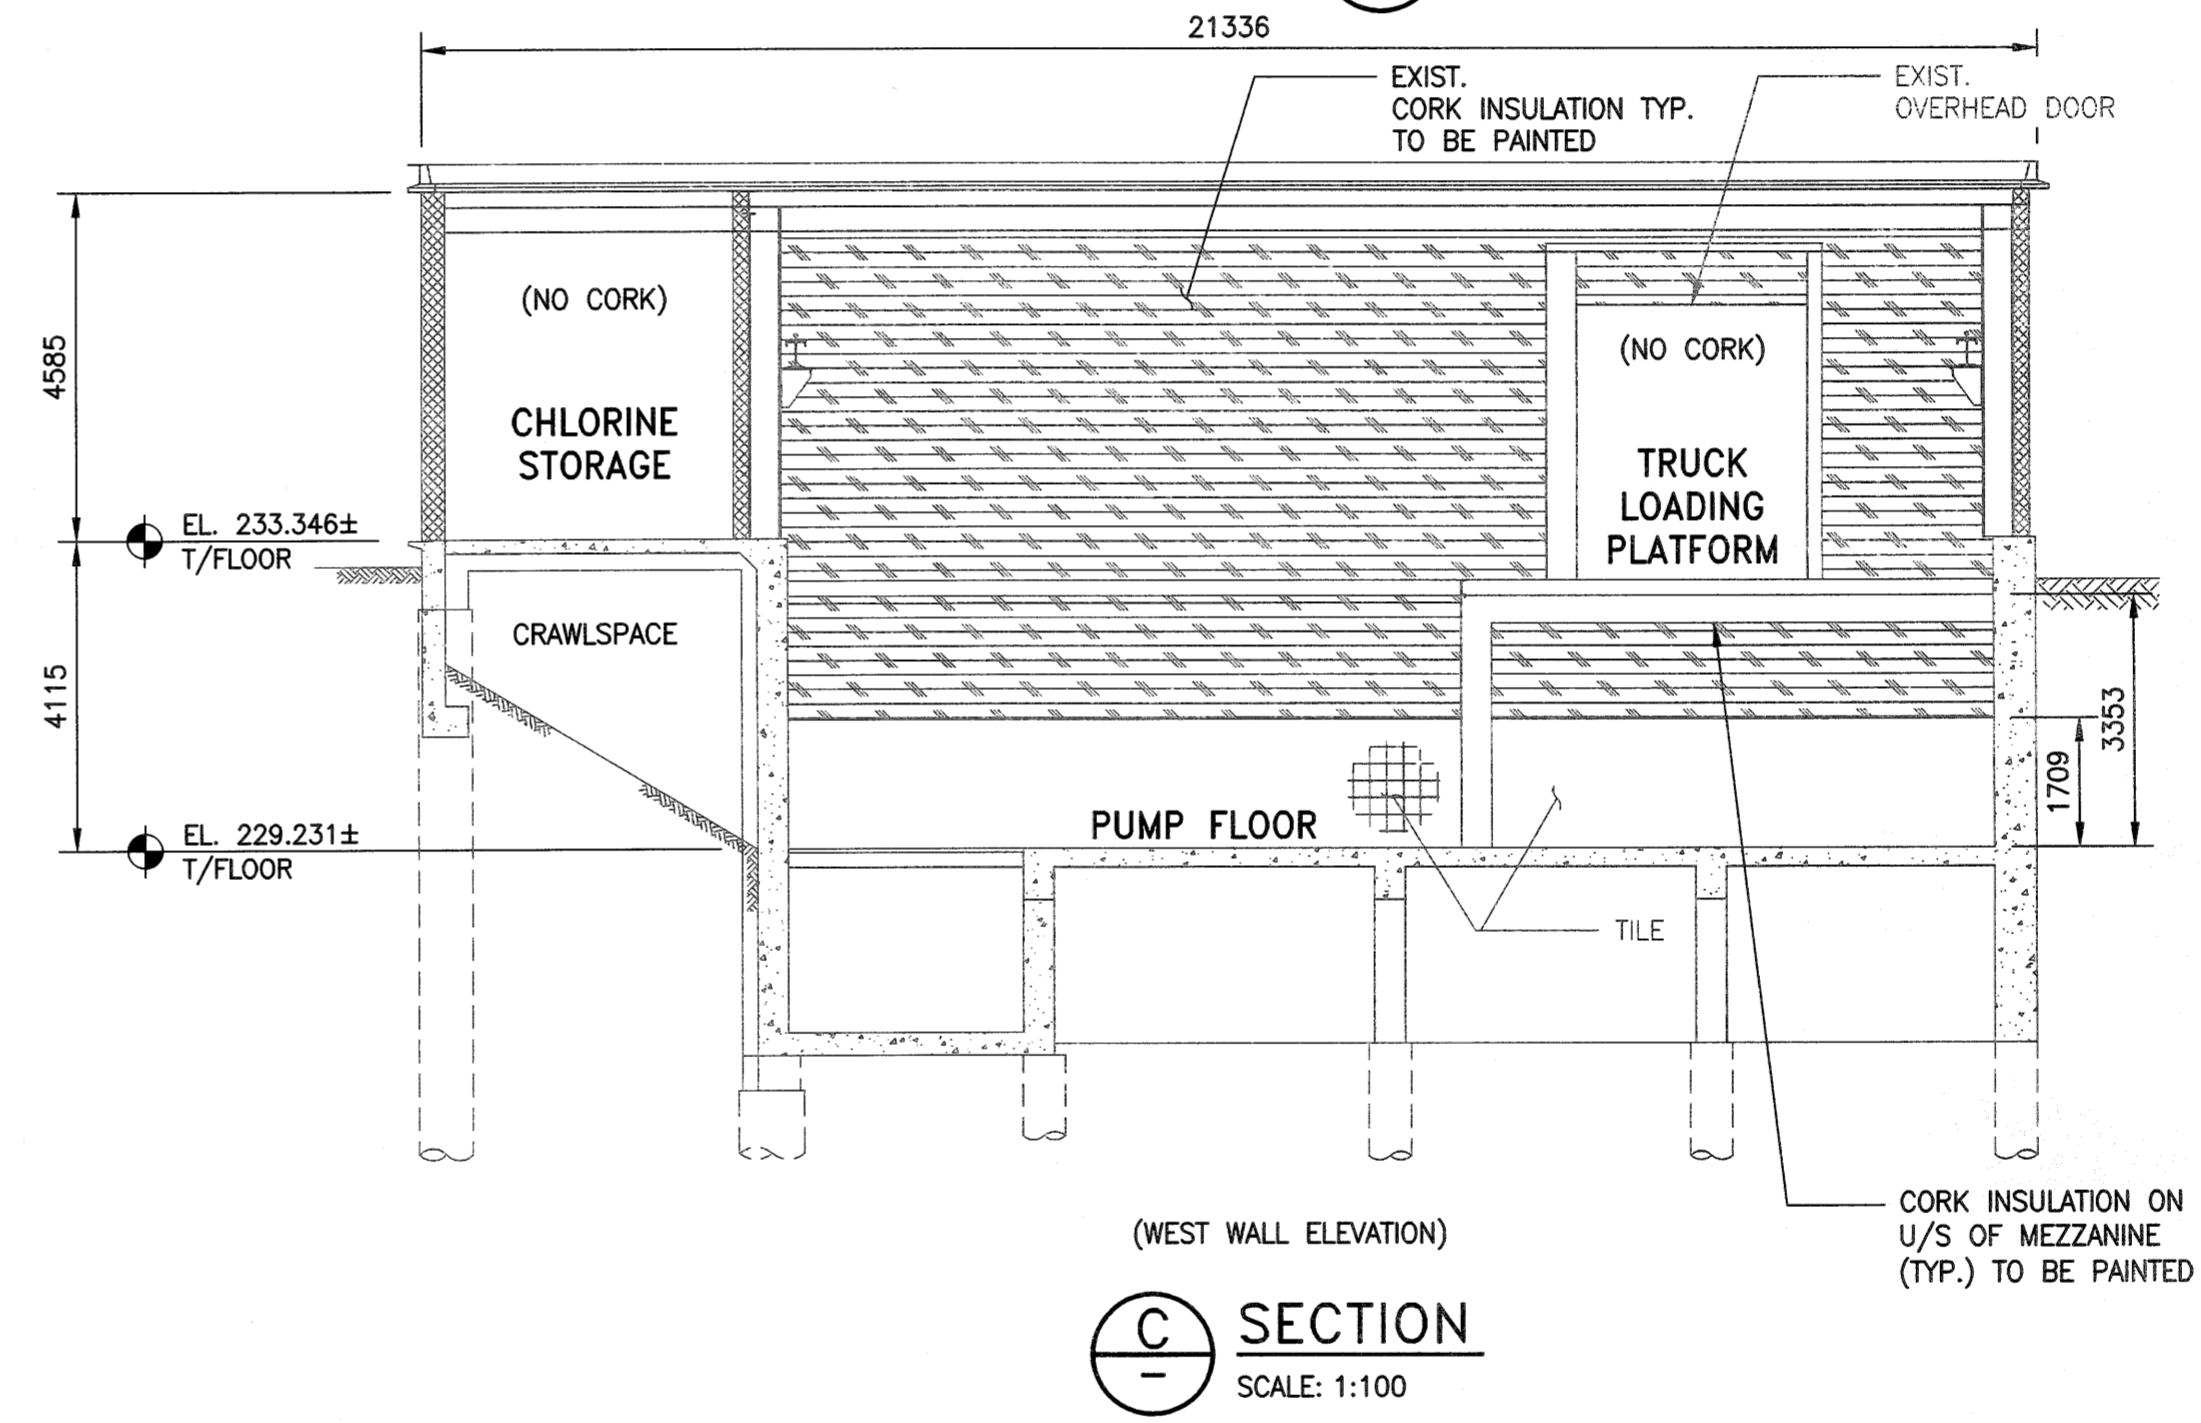 21336
EXIST.
CORK INSULATION TYP.
TO BE PAINTED
EXIST.
OVERHEAD DOOR
4585
(NO CORK)
CHLORINE
STORAGE
(NO CORK)
TRUCK
LOADING
PLATFORM
EL. 233.346±
T/FLOOR
CRAWLSPACE
4115
3353
1709
PUMP FLOOR
EL. 229.231±
T/FLOOR
TILE
CORK INSULATION ON
U/S OF MEZZANINE
(TYP.) TO BE PAINTED
(WEST WALL ELEVATION)
C
–
SECTION
SCALE: 1:100